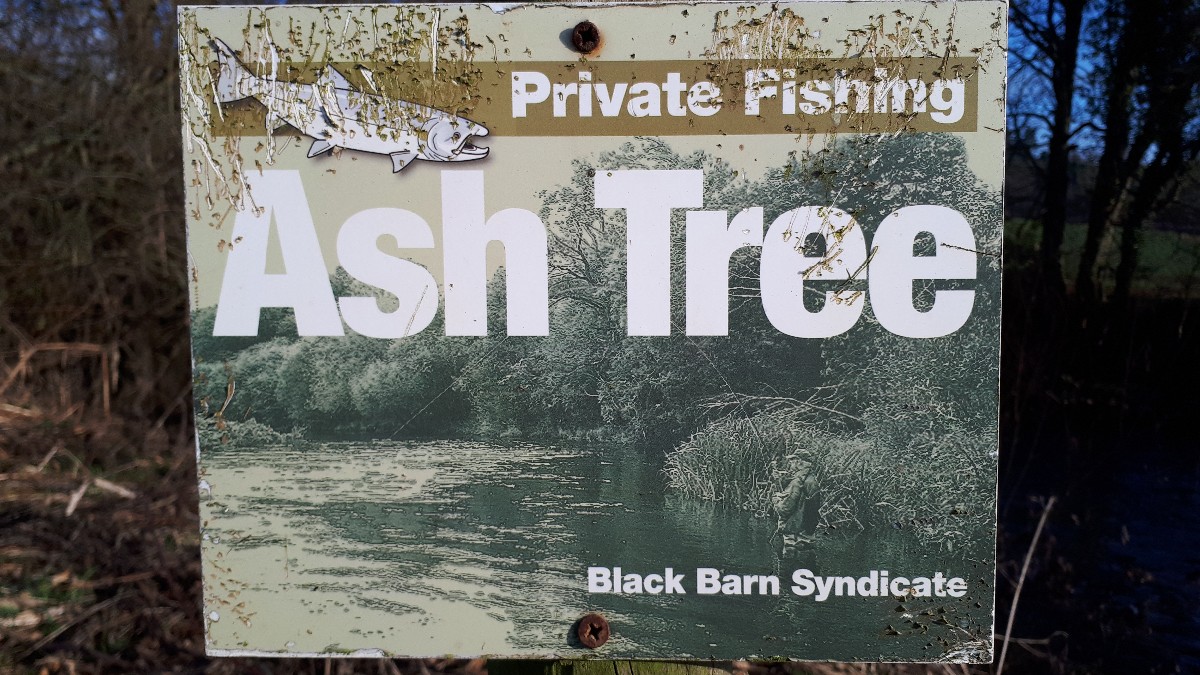 Private Fishing
Ash Tree
Black Barn Syndicate